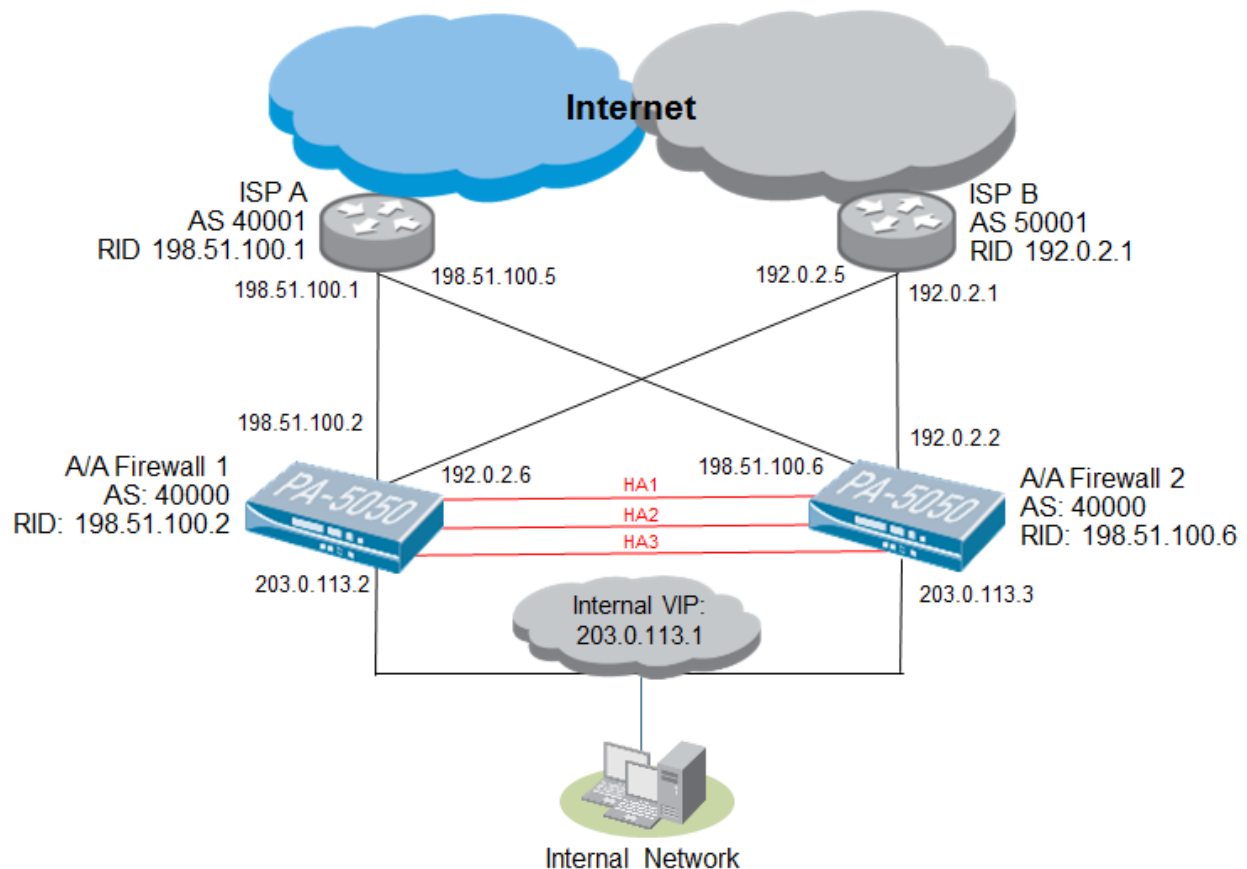 Internet
ISP A
AS 40001
RID 198.51.100.1
ISP B
AS 50001
RID 192.0.2.1
198.51.100.1
198.51.100.5
192.0.2.5
192.0.2.1
198.51.100.2
192.0.2.6
198.51.100.6
192.0.2.2
A/A Firewall 1
AS: 40000
RID: 198.51.100.2
PA-5050
HA1
HA2
HA3
PA-5050
A/A Firewall 2
AS: 40000
RID: 198.51.100.6
203.0.113.2
203.0.113.3
Internal VIP:
203.0.113.1
Internal Network